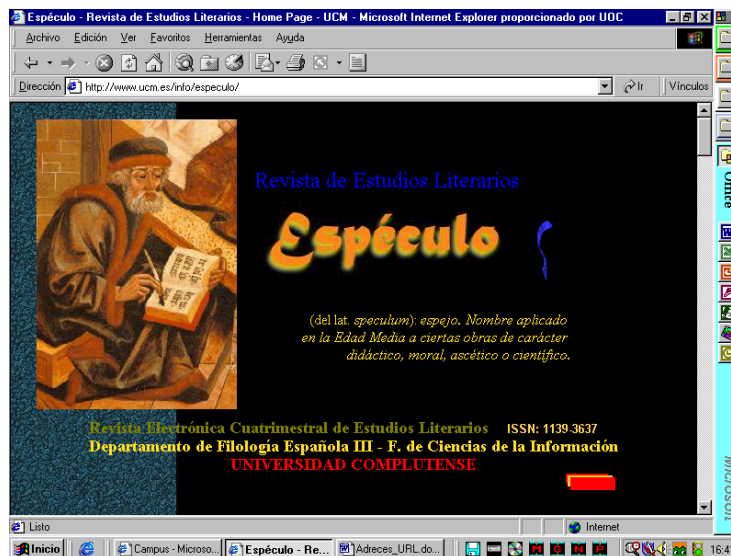 Espéculo - Revista de Estudios Literarios - Home Page - UCM - Microsoft Internet Explorer proporcionado por UOC
Archivo Edición Ver Favoritos Herramientas Ayuda
Dirección http://www.ucm.es/info/especulo/ Ir Vínculos
Office
Revista de Estudios Literarios
Espéculo
(del lat. speculum): espejo. Nombre aplicado
en la Edad Media a ciertas obras de carácter
didáctico, moral, ascético o científico.
Revista Electrónica Cuatrimestral de Estudios Literarios ISSN: 1139-3637
Departamento de Filología Española III - F. de Ciencias de la Información
UNIVERSIDAD COMPLUTENSE
Microsoft
Listo Internet
Inicio Campus - Microso... Espéculo - Re... Adreces_URL.do... M G N P 16:4